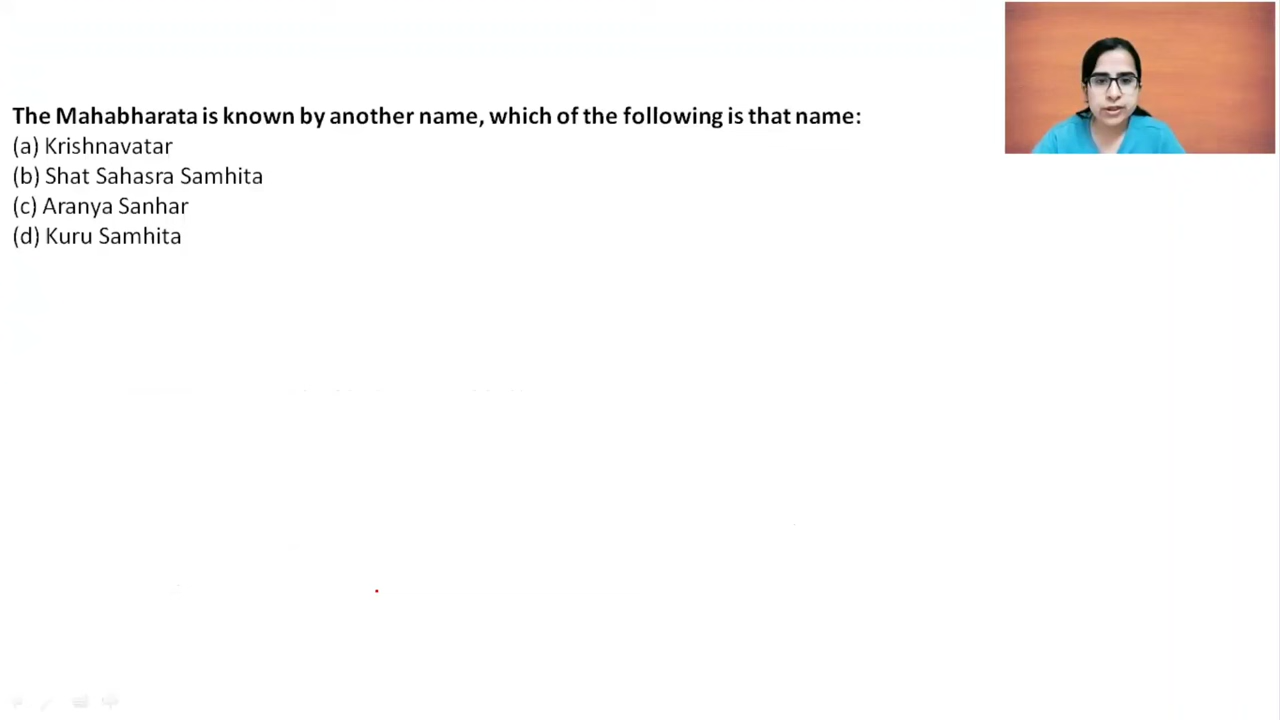 The Mahabharata is known by another name, which of the following is that name:
(a) Krishnavatar
(b) Shat Sahasra Samhita
(c) Aranya Sanhar
(d) Kuru Samhita